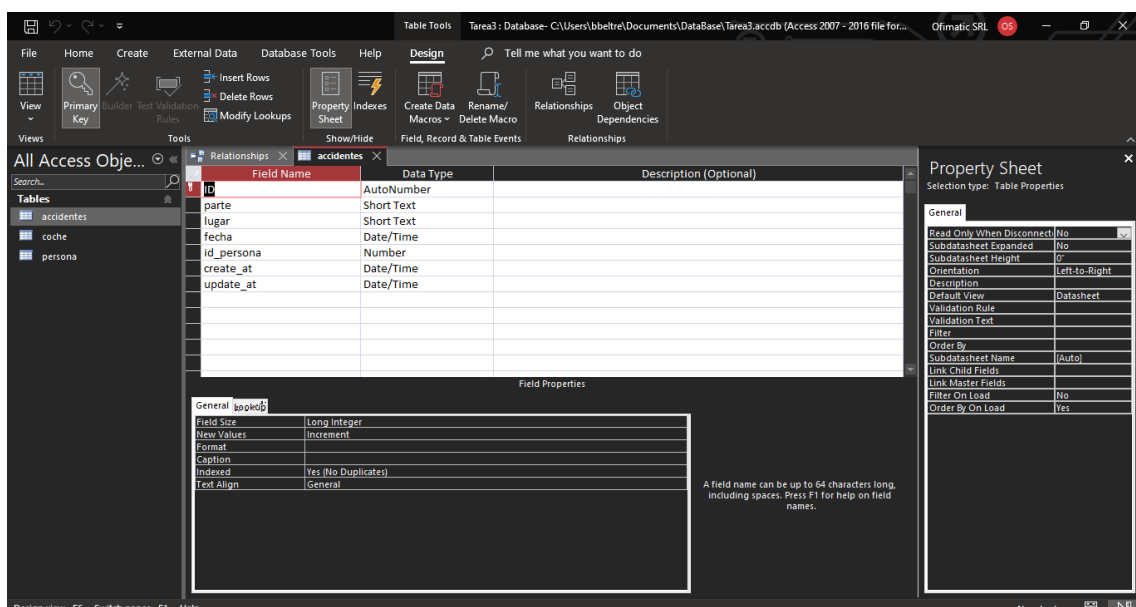 Table Tools Tarea3 : Database- C:\Users\bbeltre\Documents\DataBase\Tarea3.accdb (Access 2007 - 2016 file for... Ofimatic SRL OS
File Home Create External Data Database Tools Help Design Tell me what you want to do
View
Primary Key
Builder
Test Validation Rules
Insert Rows
Delete Rows
Modify Lookups
Property Sheet
Indexes
Create Data Macros
Rename/ Delete Macro
Relationships
Object Dependencies
Views Tools Show/Hide Field, Record & Table Events Relationships
All Access Obje...
Search...
Tables
accidentes
coche
persona
Relationships accidentes
Field Name Data Type Description (Optional)
ID AutoNumber
parte Short Text
lugar Short Text
fecha Date/Time
id_persona Number
create_at Date/Time
update_at Date/Time
Field Properties
General Lookup
Field Size Long Integer
New Values Increment
Format
Caption
Indexed Yes (No Duplicates)
Text Align General
A field name can be up to 64 characters long,
including spaces. Press F1 for help on field
names.
Property Sheet
Selection type: Table Properties
General
Read Only When Disconnect No
Subdatasheet Expanded No
Subdatasheet Height 0"
Orientation Left-to-Right
Description
Default View Datasheet
Validation Rule
Validation Text
Filter
Order By
Subdatasheet Name [Auto]
Link Child Fields
Link Master Fields
Filter On Load No
Order By On Load Yes